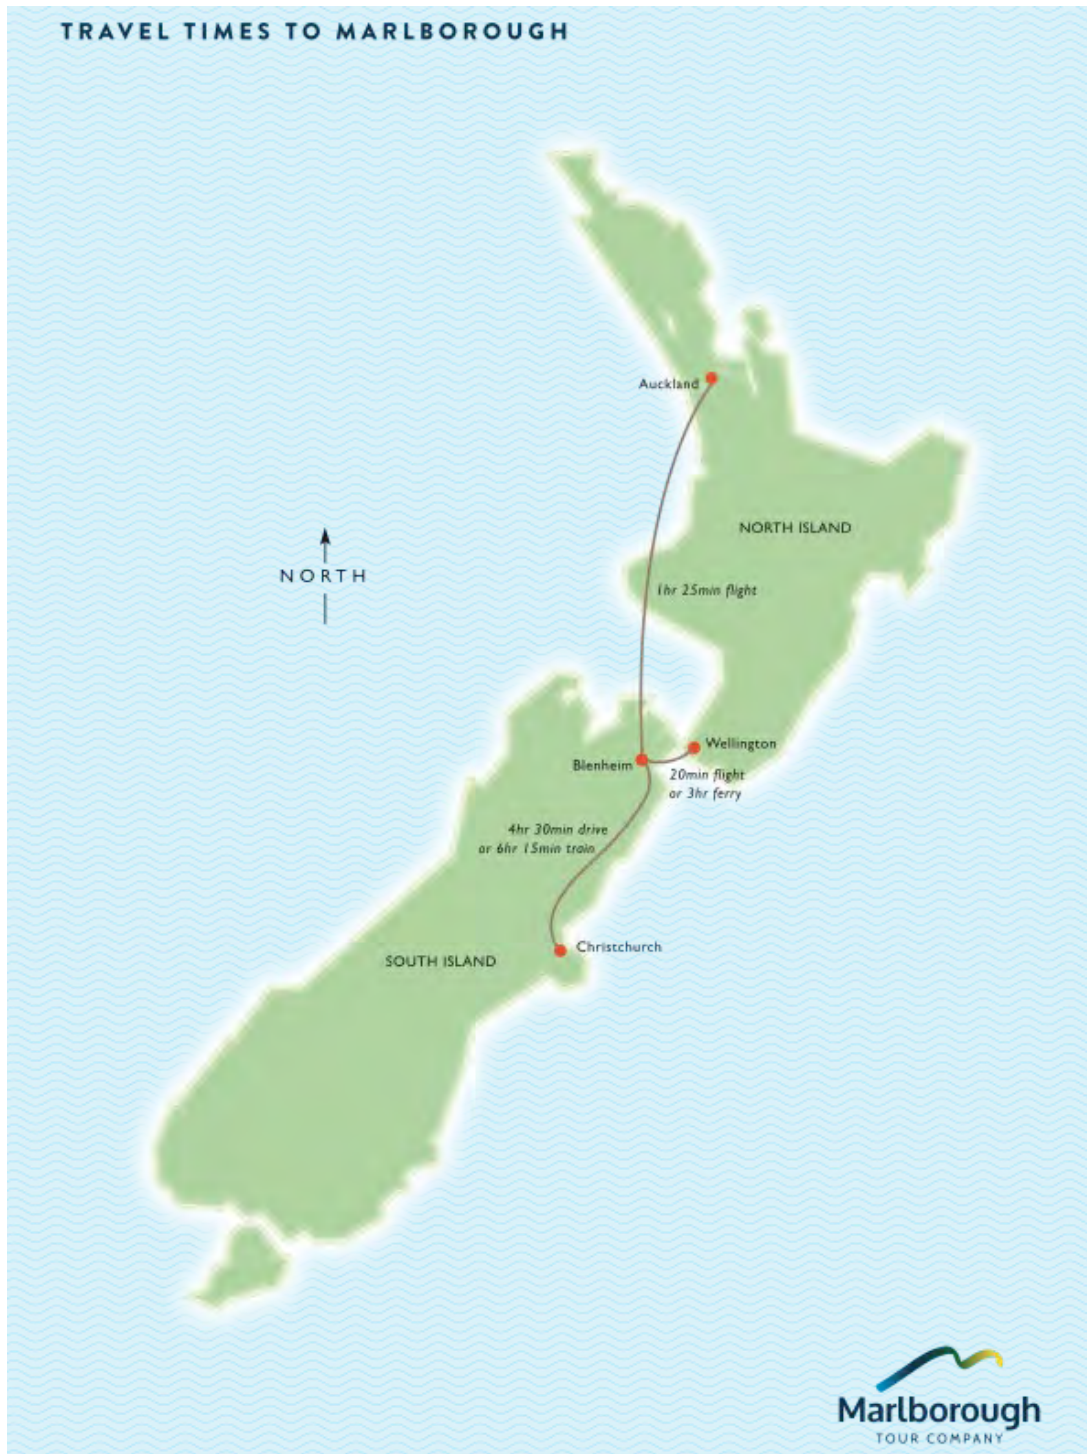 TRAVEL TIMES TO MARLBOROUGH
Auckland
NORTH ISLAND
NORTH
1hr 25min flight
Wellington
Blenheim
20min flight
or 3hr ferry
4hr 30min drive
or 6hr 15min train
Christchurch
SOUTH ISLAND
Marlborough
TOUR COMPANY